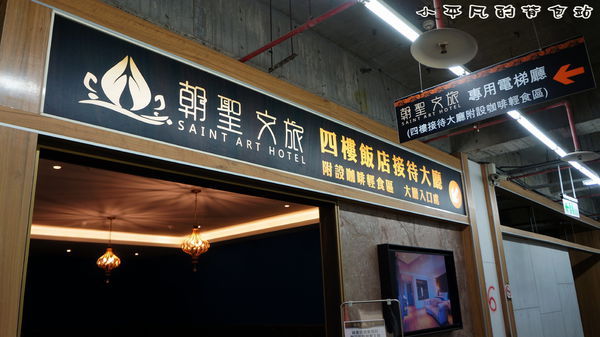 小平凡的背食站
朝聖文旅
SAINT ART HOTEL
四樓飯店接待大廳
附設咖啡輕食區 大廳入口處
朝聖文旅
SAINT ART HOTEL
專用電梯廳
(四樓接待大廳附設咖啡輕食區)
6